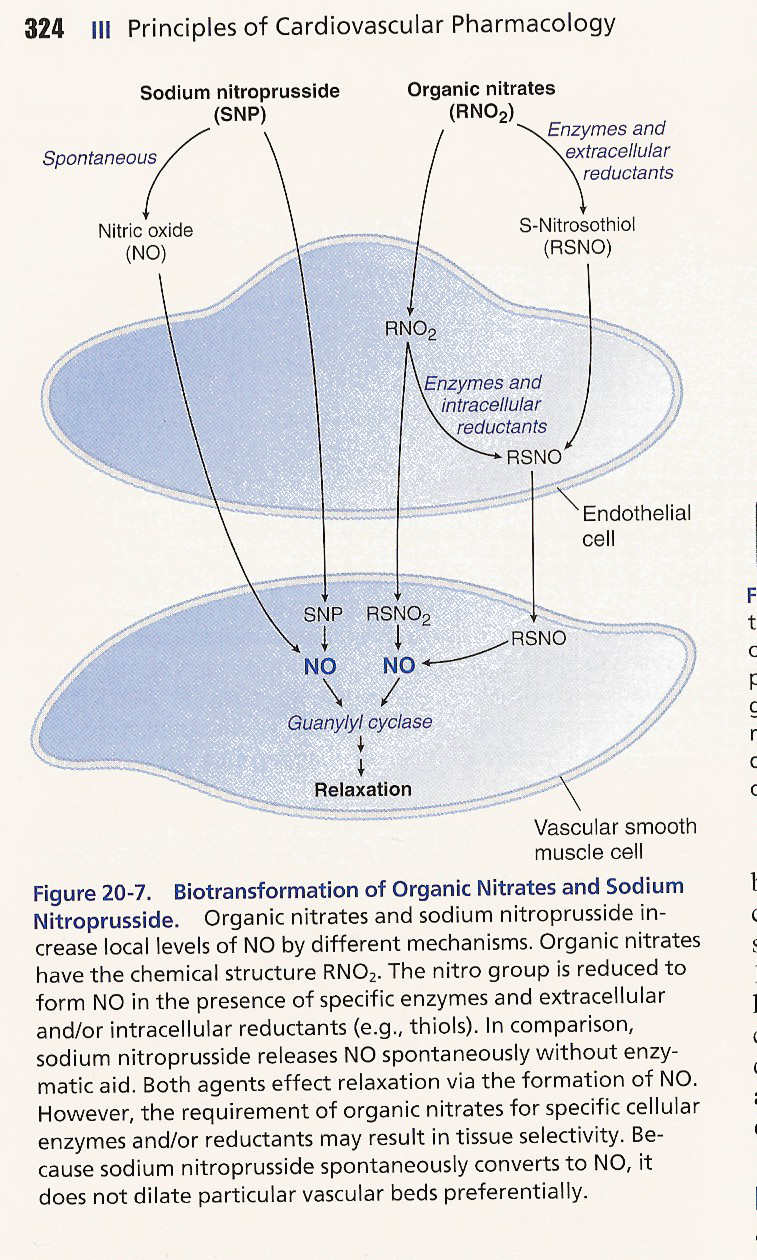 324 III Principles of Cardiovascular Pharmacology
Sodium nitroprusside
(SNP)
Organic nitrates
(RNO2)
Spontaneous
Enzymes and
extracellular
reductants
Nitric oxide
(NO)
S-Nitrosothiol
(RSNO)
RNO2
Enzymes and
intracellular
reductants
RSNO
Endothelial
cell
SNP
RSNO2
RSNO
NO
NO
Guanylyl cyclase
Relaxation
Vascular smooth
muscle cell
Figure 20-7. Biotransformation of Organic Nitrates and Sodium
Nitroprusside. Organic nitrates and sodium nitroprusside in-
crease local levels of NO by different mechanisms. Organic nitrates
have the chemical structure RNO2. The nitro group is reduced to
form NO in the presence of specific enzymes and extracellular
and/or intracellular reductants (e.g., thiols). In comparison,
sodium nitroprusside releases NO spontaneously without enzy-
matic aid. Both agents effect relaxation via the formation of NO.
However, the requirement of organic nitrates for specific cellular
enzymes and/or reductants may result in tissue selectivity. Be-
cause sodium nitroprusside spontaneously converts to NO, it
does not dilate particular vascular beds preferentially.